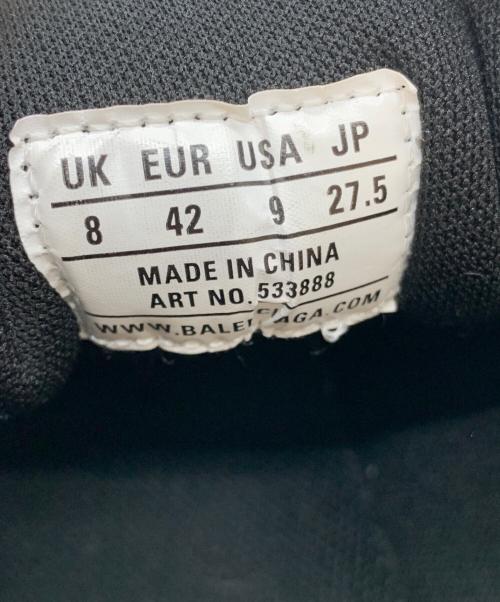 UK EUR USA JP
8 42 9 27.5
MADE IN CHINA
ART NO.533888